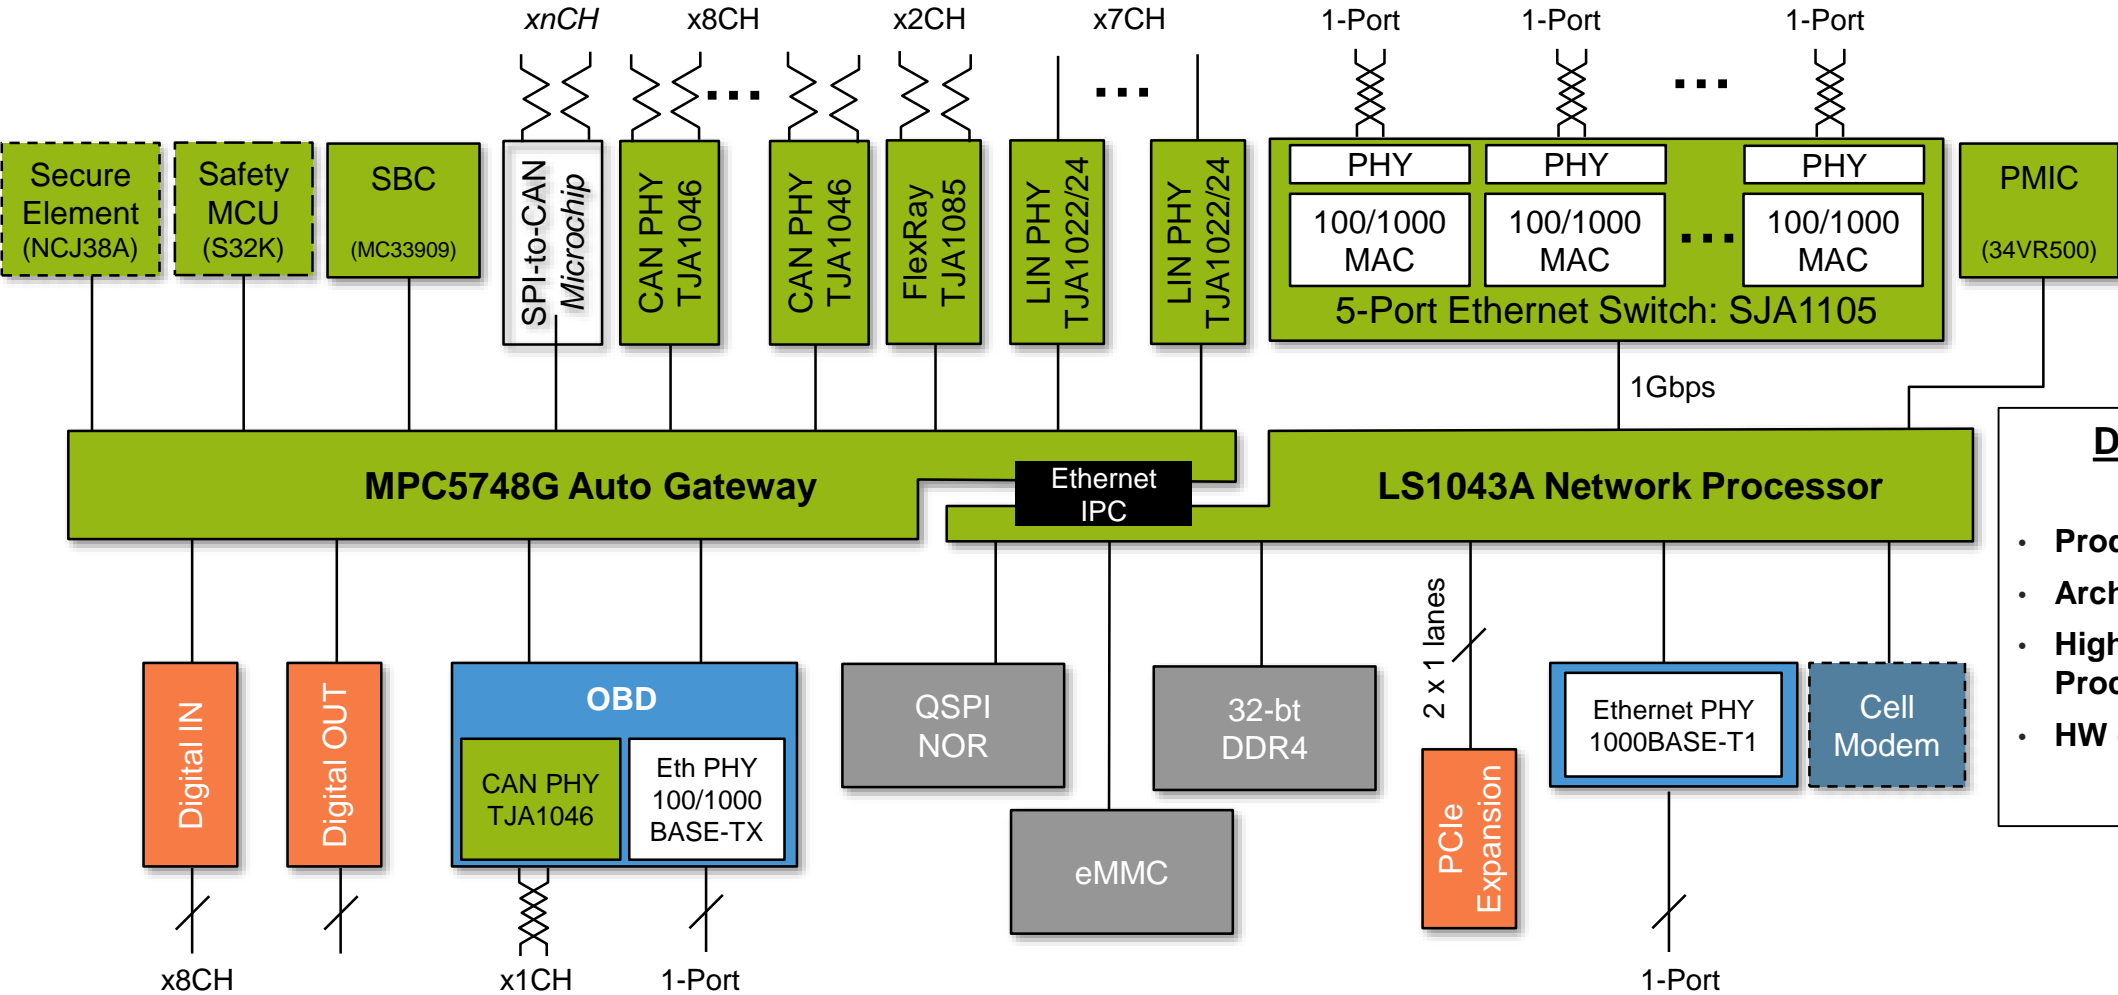 xnCH
x8CH
x2CH
x7CH
1-Port
1-Port
1-Port
Secure
Element
(NCJ38A)
Safety
MCU
(S32K)
SBC
(MC33909)
SPI-to-CAN
Microchip
CAN PHY
TJA1046
CAN PHY
TJA1046
FlexRay
TJA1085
LIN PHY
TJA1022/24
LIN PHY
TJA1022/24
PHY
PHY
PHY
100/1000
MAC
100/1000
MAC
100/1000
MAC
5-Port Ethernet Switch: SJA1105
PMIC
(34VR500)
1Gbps
MPC5748G Auto Gateway
Ethernet
IPC
LS1043A Network Processor
Digital IN
Digital OUT
OBD
CAN PHY
TJA1046
Eth PHY
100/1000
BASE-TX
QSPI
NOR
eMMC
32-bt
DDR4
2 x 1 lanes
PCIe
Expansion
Ethernet PHY
1000BASE-T1
Cell
Modem
x8CH
x1CH
1-Port
1-Port
HW